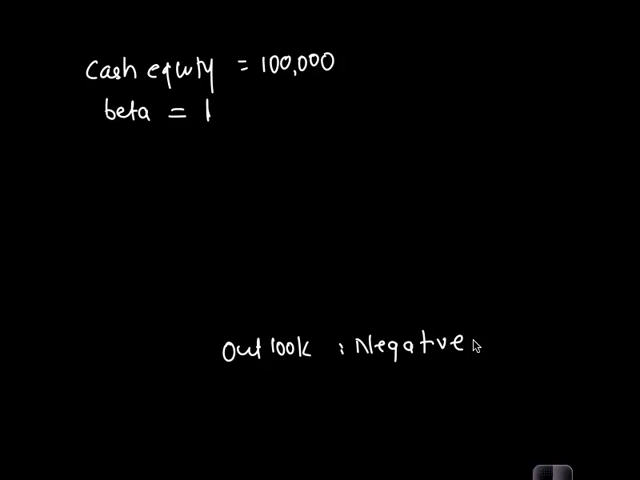 cash equity = 100,000
beta = 1
Outlook : Negative